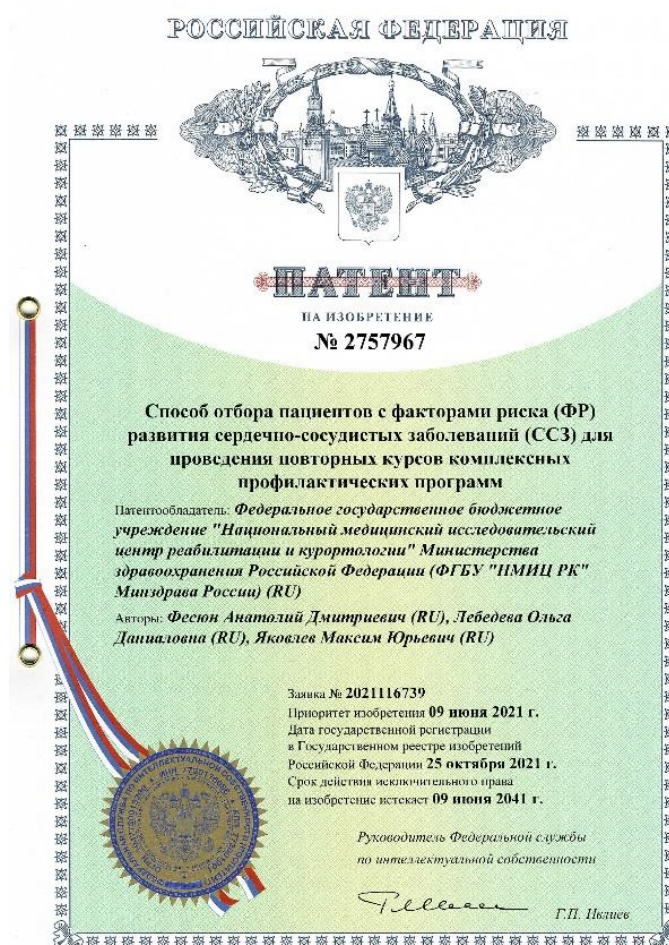 РОССИЙСКАЯ ФЕДЕРАЦИЯ
ПАТЕНТ
НА ИЗОБРЕТЕНИЕ
№ 2757967
Способ отбора пациентов с факторами риска (ФР)
развития сердечно-сосудистых заболеваний (ССЗ) для
проведения повторных курсов комплексных
профилактических программ
Патентообладатель: Федеральное государственное бюджетное
учреждение "Национальный медицинский исследовательский
центр реабилитации и курортологии" Министерства
здравоохранения Российской Федерации (ФГБУ "НМИЦ РК"
Минздрава России) (RU)
Авторы: Фесюн Анатолий Дмитриевич (RU), Лебедева Ольга
Даниаловна (RU), Яковлев Максим Юрьевич (RU)
Заявка № 2021116739
Приоритет изобретения 09 июня 2021 г.
Дата государственной регистрации
в Государственном реестре изобретений
Российской Федерации 25 октября 2021 г.
Срок действия исключительного права
на изобретение истекает 09 июня 2041 г.
Руководитель Федеральной службы
по интеллектуальной собственности
Г.П. Ивлиев